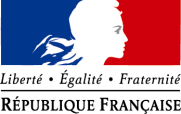 Liberté • Égalité • Fraternité
RÉPUBLIQUE FRANÇAISE